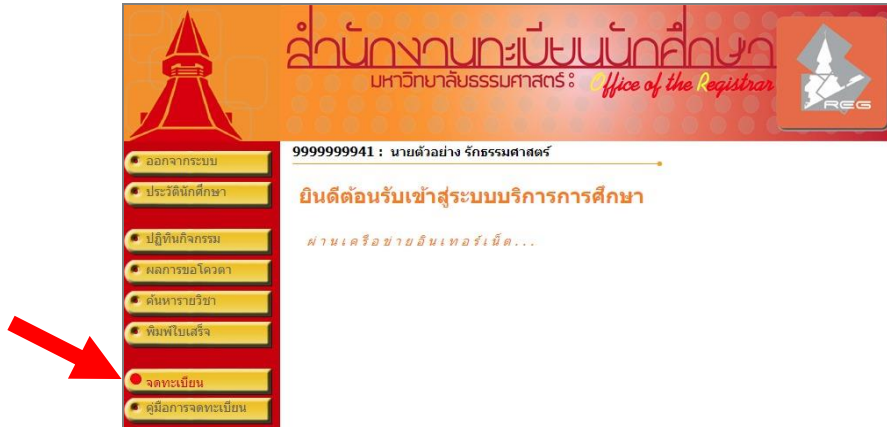 สำนักงานทะเบียนนักศึกษา
มหาวิทยาลัยธรรมศาสตร์ : Office of the Registrar
REG
9999999941 : นายตัวอย่าง รักธรรมศาสตร์
ออกจากระบบ
ประวัตินักศึกษา
ปฏิทินกิจกรรม
ผลการขอโควตา
ค้นหารายวิชา
พิมพ์ใบเสร็จ
จดทะเบียน
คู่มือการจดทะเบียน
ยินดีต้อนรับเข้าสู่ระบบบริการการศึกษา
ผ่านเครือข่ายอินเทอร์เน็ต...